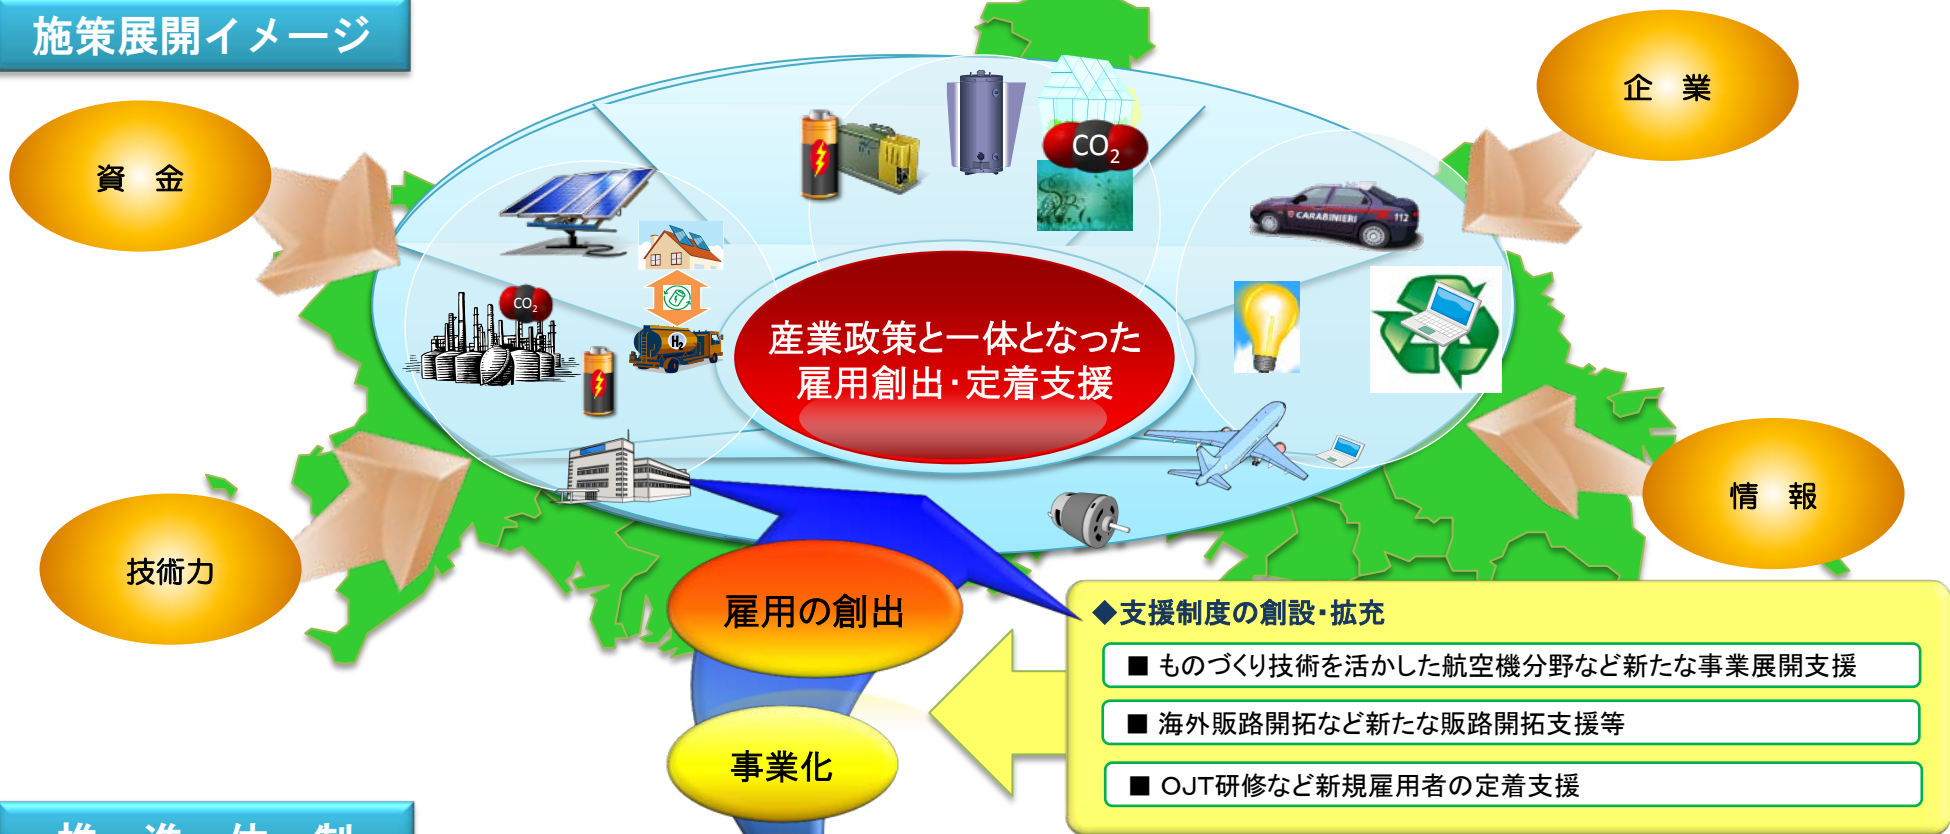 施策展開イメージ
企　業
資　金
CO2
CARABINIERI 112
CO2
H2
産業政策と一体となった
雇用創出・定着支援
情　報
技術力
雇用の創出
◆支援制度の創設・拡充
■ ものづくり技術を活かした航空機分野など新たな事業展開支援
■ 海外販路開拓など新たな販路開拓支援等
事業化
■ OJT研修など新規雇用者の定着支援
推　進　体　制